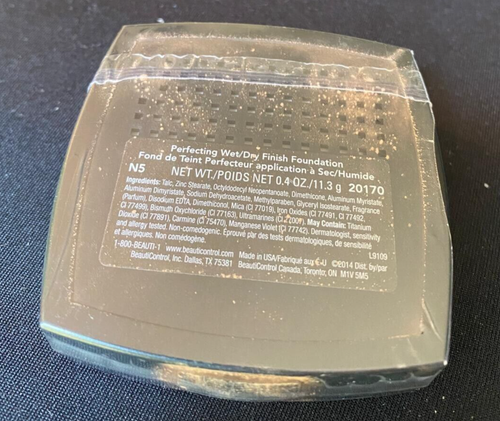 Perfecting Wet/Dry Finish Foundation
Fond de Teint Perfecteur application à Sec/Humide
N5 NET WT./POIDS NET 0.4 OZ./11.3 g 20170
Ingredients: Talc, Zinc Stearate, Octyldodecyl Neopentanoate, Dimethicone, Aluminum Myristate,
Aluminum Dimyristate, Sodium Dehydroacetate, Methylparaben, Glyceryl Isostearate, Fragrance
(Parfum), Disodium EDTA, Dimethiconol, Mica (CI 77019), Iron Oxides (CI 77491, CI 77492,
CI 77499), Bismuth Oxychloride (CI 77163), Ultramarines (CI 77007). May Contain: Titanium
Dioxide (CI 77891), Carmine (CI 75470), Manganese Violet (CI 77742). Dermatologist, sensitivity
and allergy tested. Non-comedogenic. Éprouvé par des tests dermatologiques, de sensibilité
et allergiques. Non comédogène.
L9109
1-800-BEAUTI-1 www.beauticontrol.com Made in USA/Fabriqué aux É-U ©2014 Dist. by/par
BeautiControl, Inc. Dallas, TX 75381 BeautiControl Canada, Toronto, ON M1V 5M5